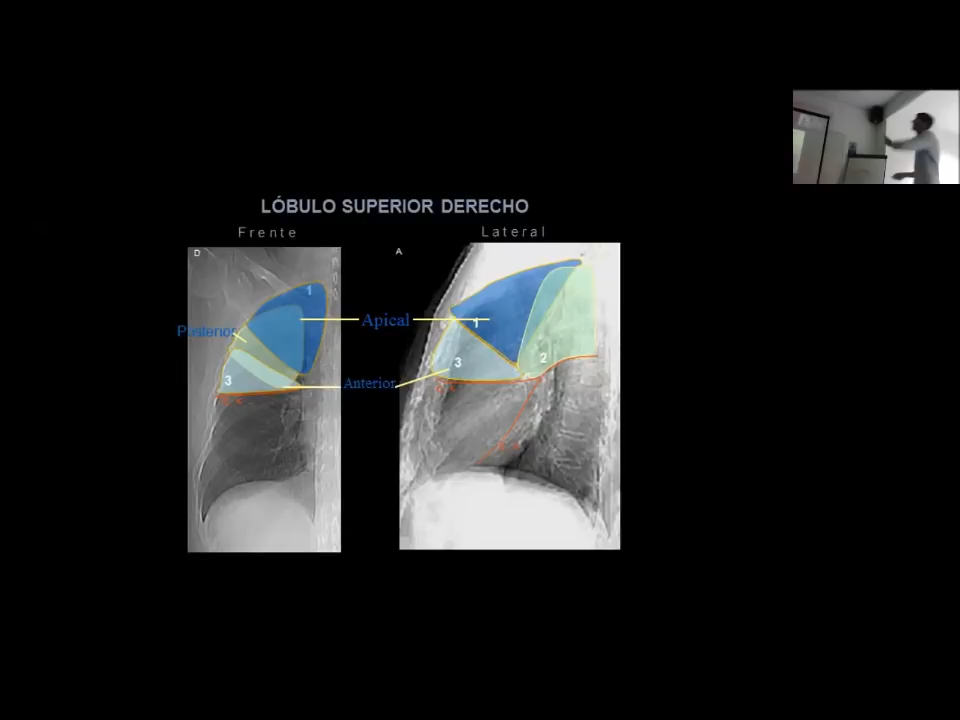 LÓBULO SUPERIOR DERECHO
Frente
Lateral
D
A
1
Posterior
Apical
1
3
3
2
Anterior